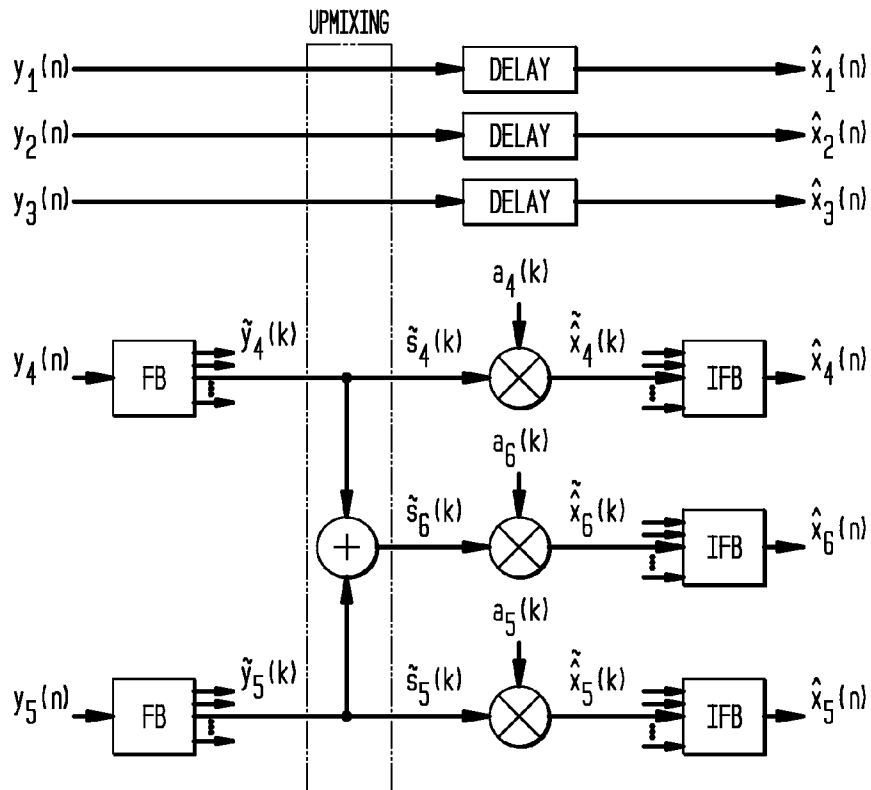 UPMIXING
y₁(n) DELAY x̂₁(n)
y₂(n) DELAY x̂₂(n)
y₃(n) DELAY x̂₃(n)
a₄(k)
y₄(n) FB ỹ₄(k) s̃₄(k) x̂̃₄(k) IFB x̂₄(n)
a₆(k)
+ s̃₆(k) x̂̃₆(k) IFB x̂₆(n)
a₅(k)
y₅(n) FB ỹ₅(k) s̃₅(k) x̂̃₅(k) IFB x̂₅(n)